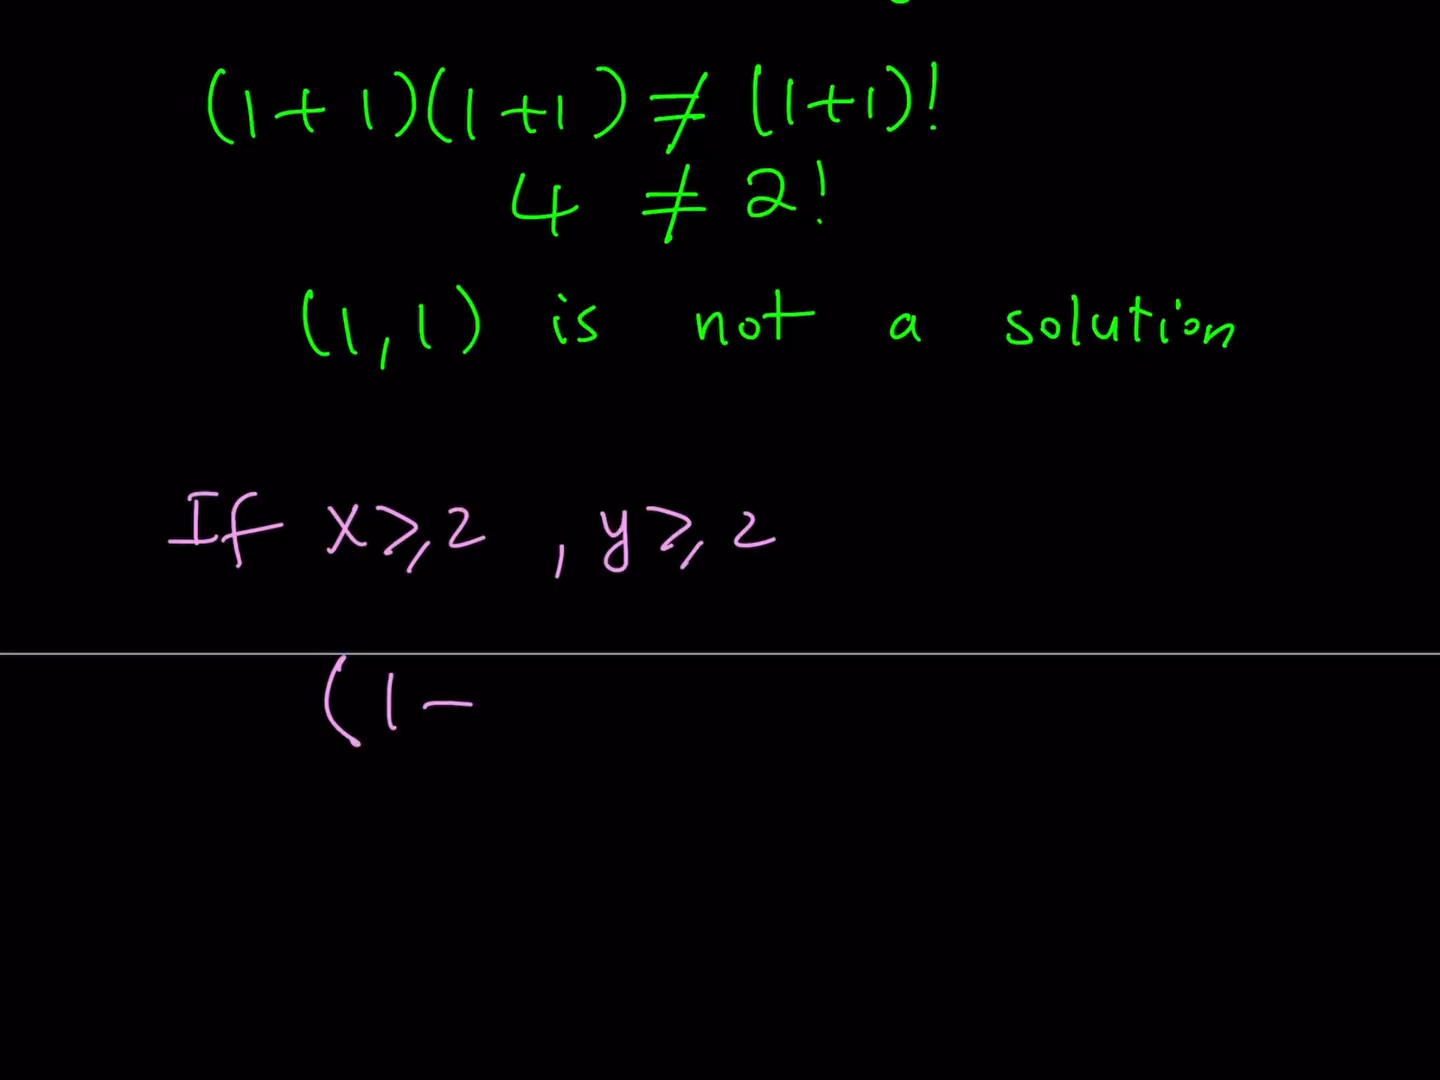 (1+1)(1+1) ≠ (1+1)!
4 ≠ 2!
(1,1) is not a solution
If x⩾2 , y⩾2
(1-